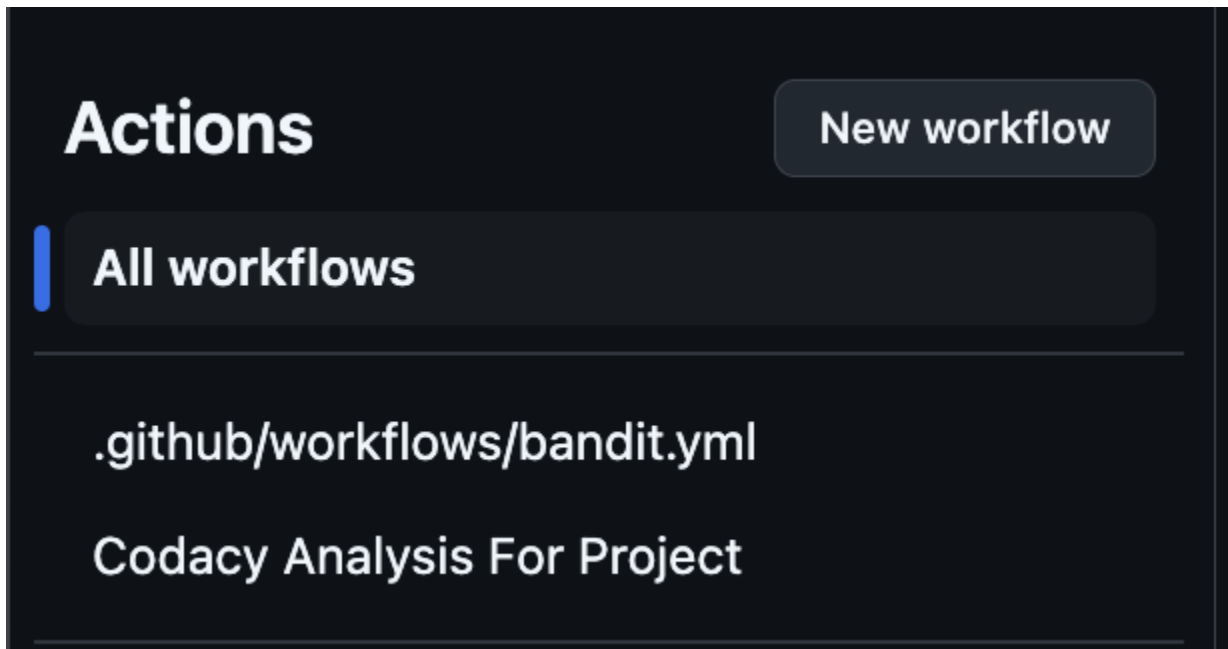 Actions
New workflow
All workflows
.github/workflows/bandit.yml
Codacy Analysis For Project